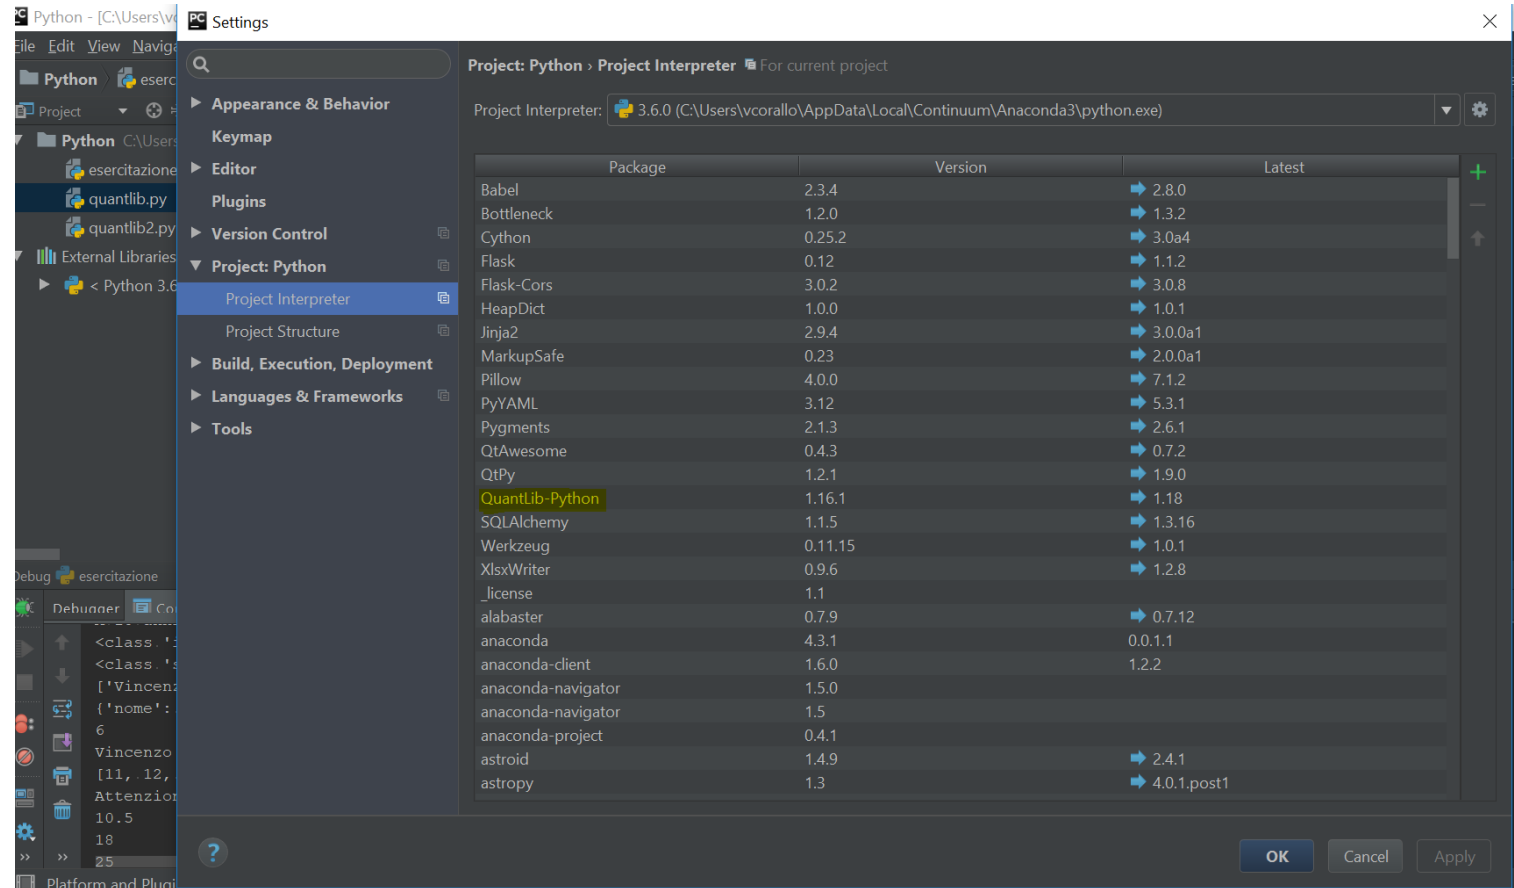 Python - [C:\Users\vc
Settings
File Edit View Naviga
Python
eserc
Project
Python C:\Users
esercitazione
quantlib.py
quantlib2.py
External Libraries
< Python 3.6
Appearance & Behavior
Keymap
Editor
Plugins
Version Control
Project: Python
Project Interpreter
Project Structure
Build, Execution, Deployment
Languages & Frameworks
Tools
Project: Python › Project Interpreter For current project
Project Interpreter: 3.6.0 (C:\Users\vcorallo\AppData\Local\Continuum\Anaconda3\python.exe)
Package Version Latest
Babel 2.3.4 2.8.0
Bottleneck 1.2.0 1.3.2
Cython 0.25.2 3.0a4
Flask 0.12 1.1.2
Flask-Cors 3.0.2 3.0.8
HeapDict 1.0.0 1.0.1
Jinja2 2.9.4 3.0.0a1
MarkupSafe 0.23 2.0.0a1
Pillow 4.0.0 7.1.2
PyYAML 3.12 5.3.1
Pygments 2.1.3 2.6.1
QtAwesome 0.4.3 0.7.2
QtPy 1.2.1 1.9.0
QuantLib-Python 1.16.1 1.18
SQLAlchemy 1.1.5 1.3.16
Werkzeug 0.11.15 1.0.1
XlsxWriter 0.9.6 1.2.8
_license 1.1
alabaster 0.7.9 0.7.12
anaconda 4.3.1 0.0.1.1
anaconda-client 1.6.0 1.2.2
anaconda-navigator 1.5.0
anaconda-navigator 1.5
anaconda-project 0.4.1
astroid 1.4.9 2.4.1
astropy 1.3 4.0.1.post1
Debug esercitazione
Debugger Co
<class 'i
<class 's
['Vincenz
{'nome':
6
Vincenzo
[11, 12,
Attenzion
10.5
18
25
Platform and Plugi
OK Cancel Apply